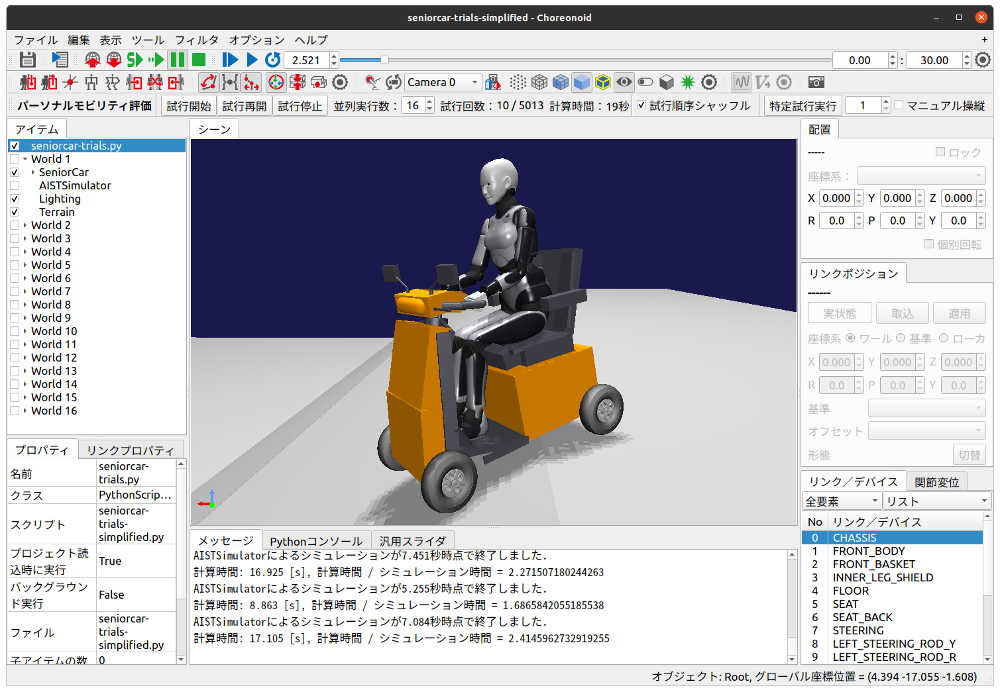 seniorcar-trials-simplified - Choreonoid
ファイル 編集 表示 ツール フィルタ オプション ヘルプ +
2.521 0.00 : 30.00
Camera 0
パーソナルモビリティ評価 試行開始 試行再開 試行停止 並列実行数： 16 試行回数：10 / 5013 計算時間：19秒 試行順序シャッフル 特定試行実行 1 マニュアル操縦
アイテム
seniorcar-trials.py
World 1
SeniorCar
AISTSimulator
Lighting
Terrain
World 2
World 3
World 4
World 5
World 6
World 7
World 8
World 9
World 10
World 11
World 12
World 13
World 14
World 15
World 16
プロパティ リンクプロパティ
名前 seniorcar-
trials.py
クラス PythonScrip...
スクリプト seniorcar-
trials-
simplified.py
プロジェクト読
込時に実行 True
バックグラウン
ド実行 False
ファイル seniorcar-
trials-
simplified.py
子アイテムの数 0
シーン
メッセージ Pythonコンソール 汎用スライダ
AISTSimulatorによるシミュレーションが7.451秒時点で終了しました.
計算時間: 16.925 [s], 計算時間 / シミュレーション時間 = 2.271507180244263
AISTSimulatorによるシミュレーションが5.255秒時点で終了しました.
計算時間: 8.863 [s], 計算時間 / シミュレーション時間 = 1.6865842055185538
AISTSimulatorによるシミュレーションが7.084秒時点で終了しました.
計算時間: 17.105 [s], 計算時間 / シミュレーション時間 = 2.4145962732919255
配置
----- ロック
座標系：
X 0.000 Y 0.000 Z 0.000
R 0.0 P 0.0 Y 0.0
個別回転
リンクポジション
------
実状態 取込 適用
座標系 ワール 基準 ローカ
X 0.000 Y 0.000 Z 0.000
R 0.0 P 0.0 Y 0.0
基準
オフセット
形態 切替
リンク／デバイス 関節変位
全要素 リスト
No リンク／デバイス
0 CHASSIS
1 FRONT_BODY
2 FRONT_BASKET
3 INNER_LEG_SHIELD
4 FLOOR
5 SEAT
6 SEAT_BACK
7 STEERING
8 LEFT_STEERING_ROD_Y
9 LEFT_STEERING_ROD_R
オブジェクト: Root, グローバル座標位置 = (4.394 -17.055 -1.608)